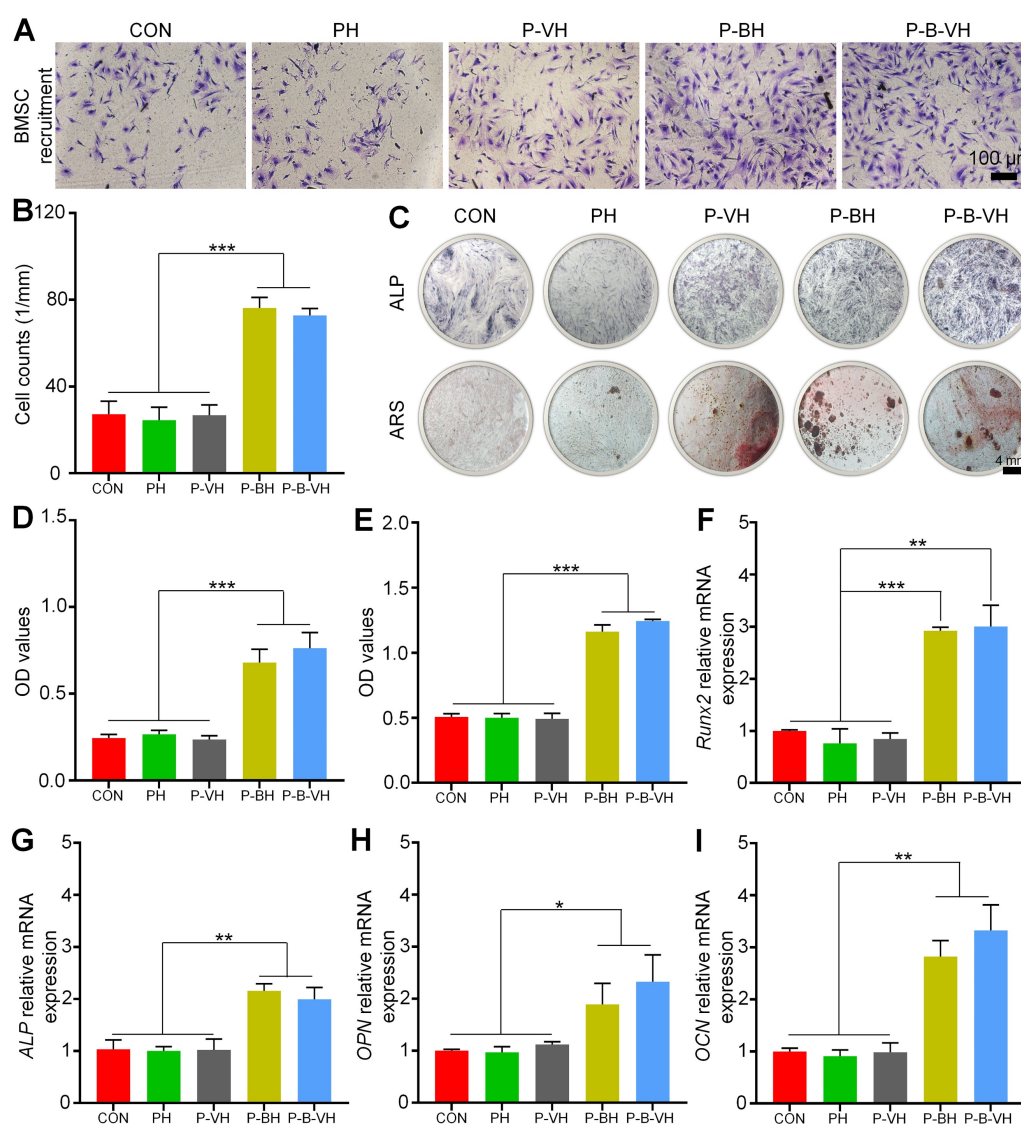 A
CON PH P-VH P-BH P-B-VH
BMSC
recruitment
100 μm
B
Cell counts (1/mm)
120
80
40
0
***
CON PH P-VH P-BH P-B-VH
C
CON PH P-VH P-BH P-B-VH
ALP
ARS
4 mm
D
OD values
1.5
1.0
0.5
0.0
***
CON PH P-VH P-BH P-B-VH
E
OD values
2.0
1.5
1.0
0.5
0.0
***
CON PH P-VH P-BH P-B-VH
F
Runx2 relative mRNA
expression
5
4
3
2
1
0
**
***
CON PH P-VH P-BH P-B-VH
G
ALP relative mRNA
expression
5
4
3
2
1
0
**
CON PH P-VH P-BH P-B-VH
H
OPN relative mRNA
expression
5
4
3
2
1
0
*
CON PH P-VH P-BH P-B-VH
I
OCN relative mRNA
expression
5
4
3
2
1
0
**
CON PH P-VH P-BH P-B-VH